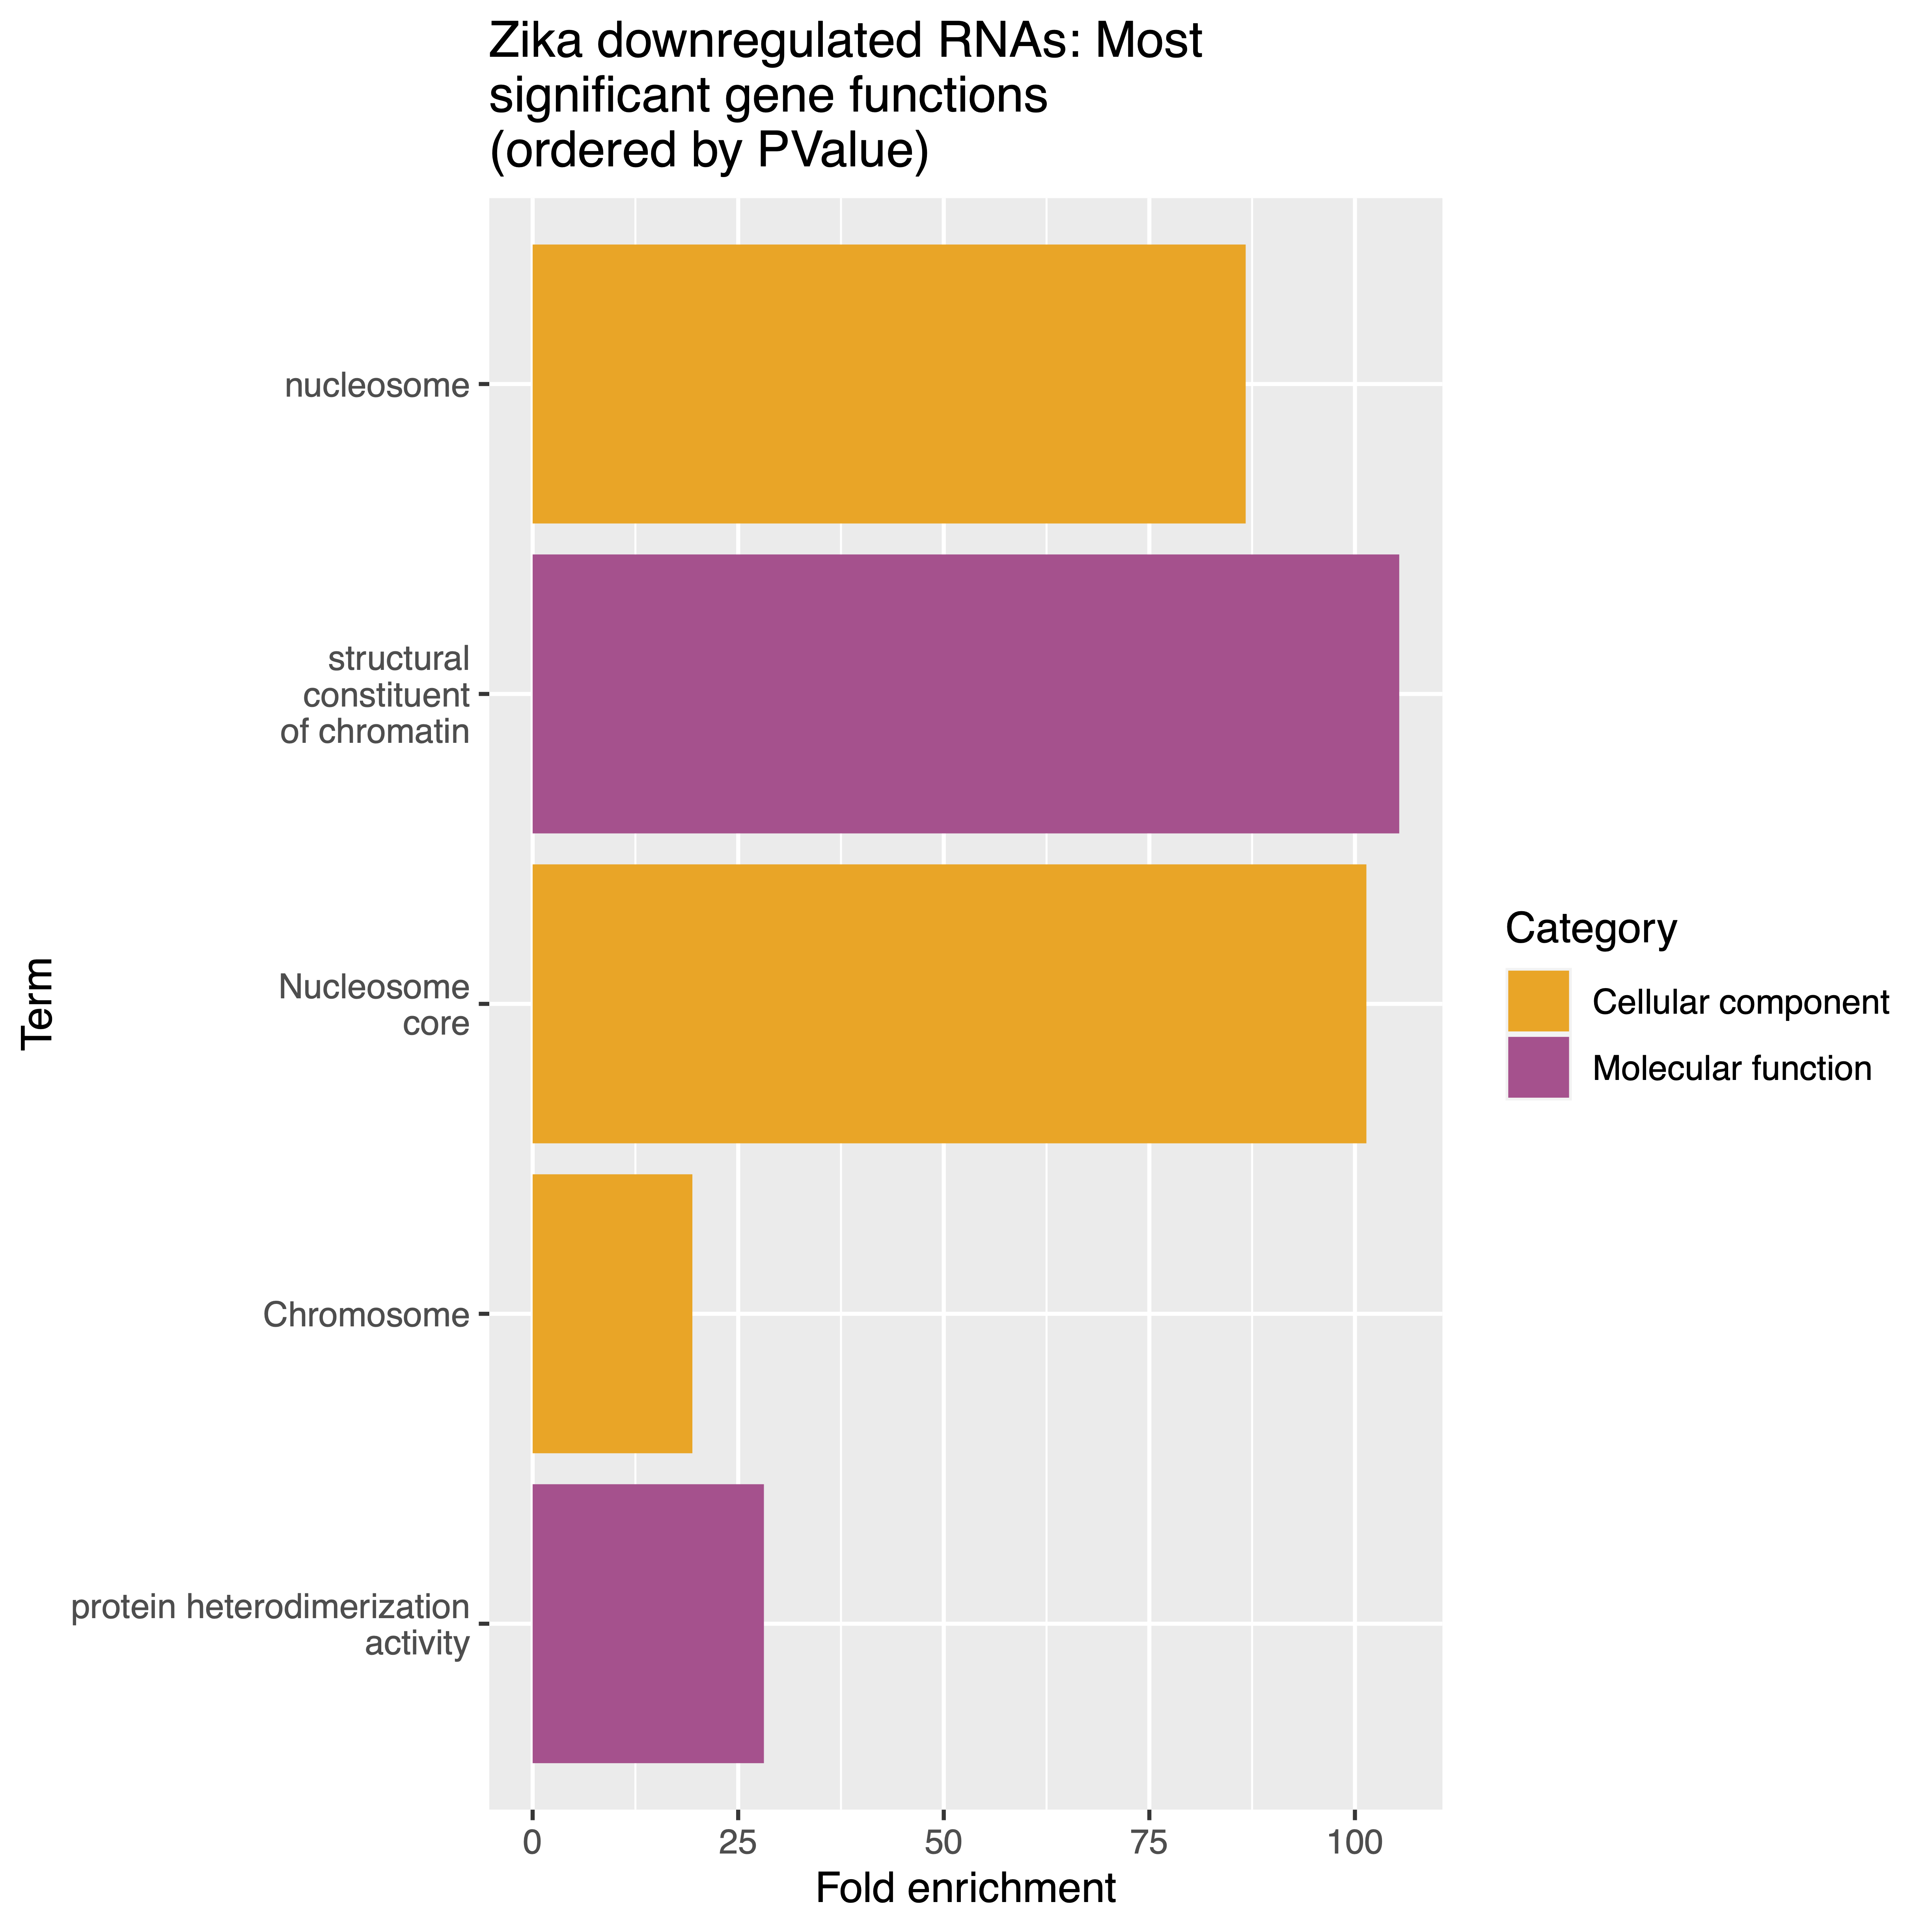 Zika downregulated RNAs: Most
significant gene functions
(ordered by PValue)
nucleosome
structural
constituent
of chromatin
Nucleosome
core
Chromosome
protein heterodimerization
activity
Term
0 25 50 75 100
Fold enrichment
Category
Cellular component
Molecular function